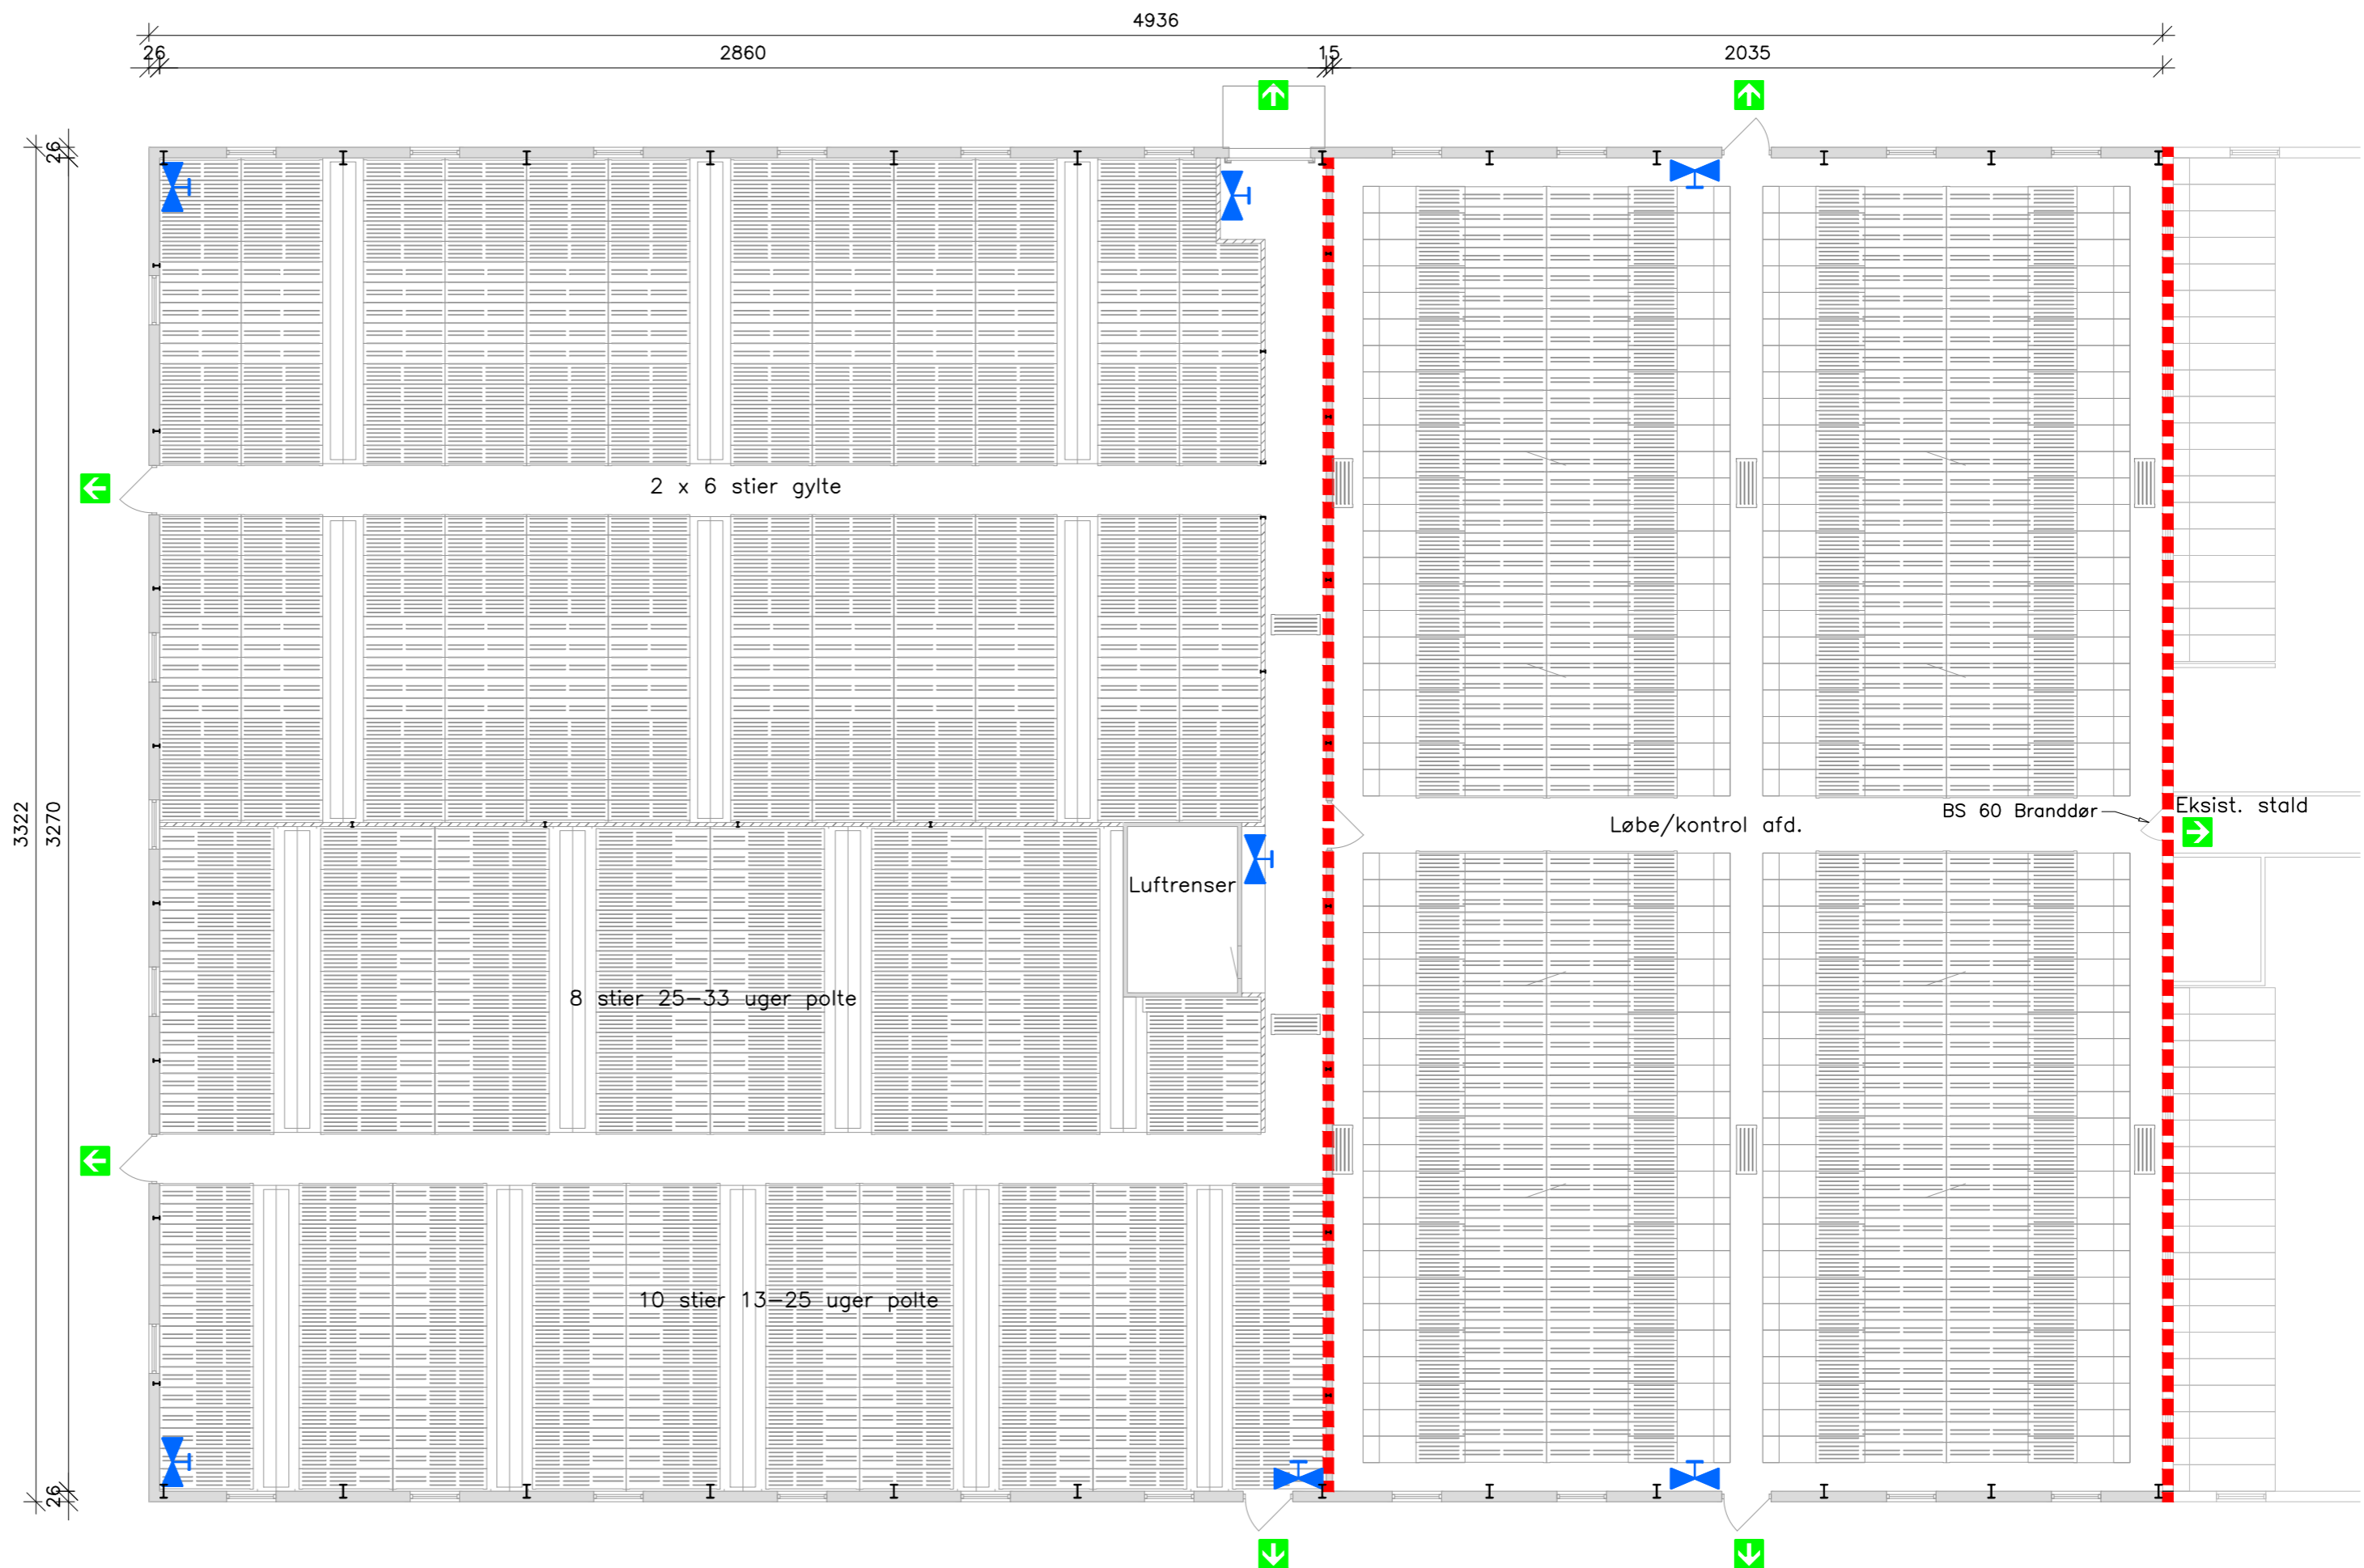 4936
26
2860
15
2035
26
2 x 6 stier gylte
3322
3270
Eksist. stald
BS 60 Branddør
Løbe/kontrol afd.
Luftrenser
8 stier 25-33 uger polte
10 stier 13-25 uger polte
26